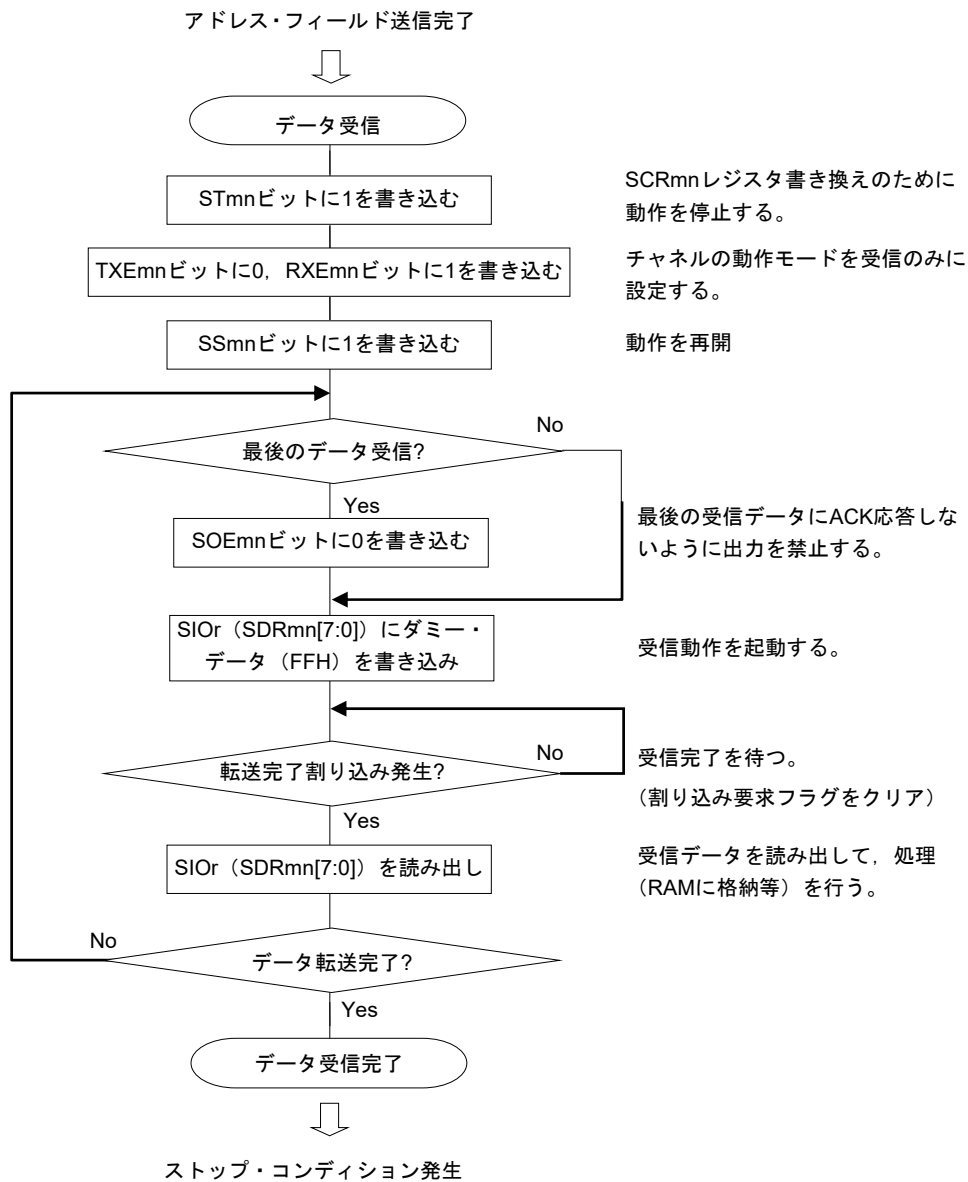 アドレス・フィールド送信完了
データ受信
STmnビットに1を書き込む
SCRmnレジスタ書き換えのために
動作を停止する。
TXEmnビットに0，RXEmnビットに1を書き込む
チャネルの動作モードを受信のみに
設定する。
SSmnビットに1を書き込む
動作を再開
最後のデータ受信?
No
Yes
SOEmnビットに0を書き込む
最後の受信データにACK応答しな
いように出力を禁止する。
SIOr（SDRmn[7:0]）にダミー・
データ（FFH）を書き込み
受信動作を起動する。
転送完了割り込み発生?
No
受信完了を待つ。
（割り込み要求フラグをクリア）
Yes
SIOr（SDRmn[7:0]）を読み出し
受信データを読み出して，処理
（RAMに格納等）を行う。
No
データ転送完了?
Yes
データ受信完了
ストップ・コンディション発生